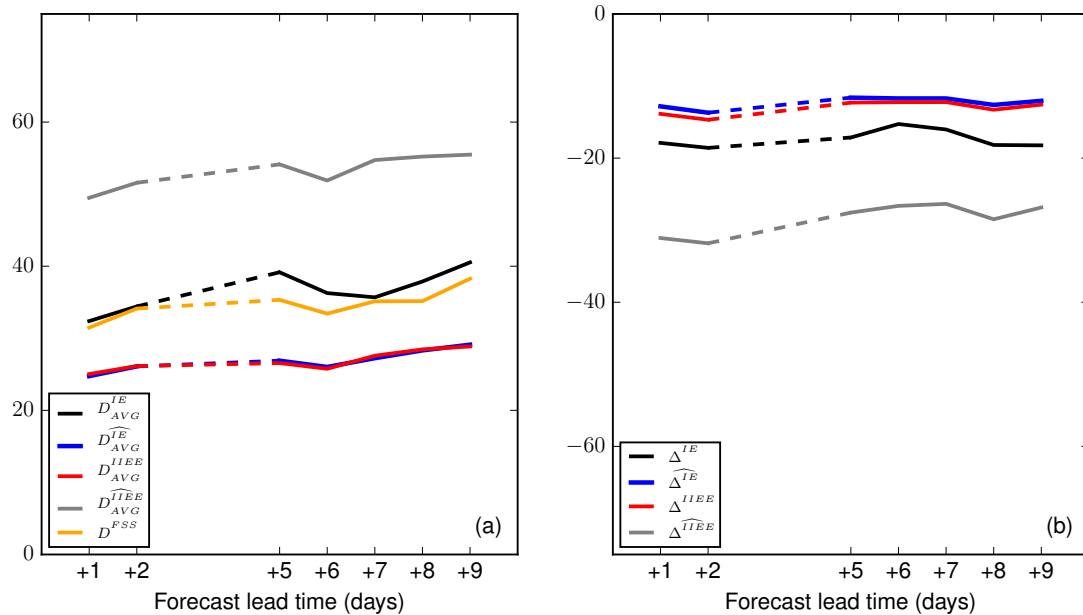 60
40
20
0
D^{IE}_{AVG}
D^{\widehat{IE}}_{AVG}
D^{IIEE}_{AVG}
D^{\widehat{IIEE}}_{AVG}
D^{FSS}
(a)
+1 +2 +5 +6 +7 +8 +9
Forecast lead time (days)
0
−20
−40
−60
Δ^{IE}
Δ^{\widehat{IE}}
Δ^{IIEE}
Δ^{\widehat{IIEE}}
(b)
+1 +2 +5 +6 +7 +8 +9
Forecast lead time (days)